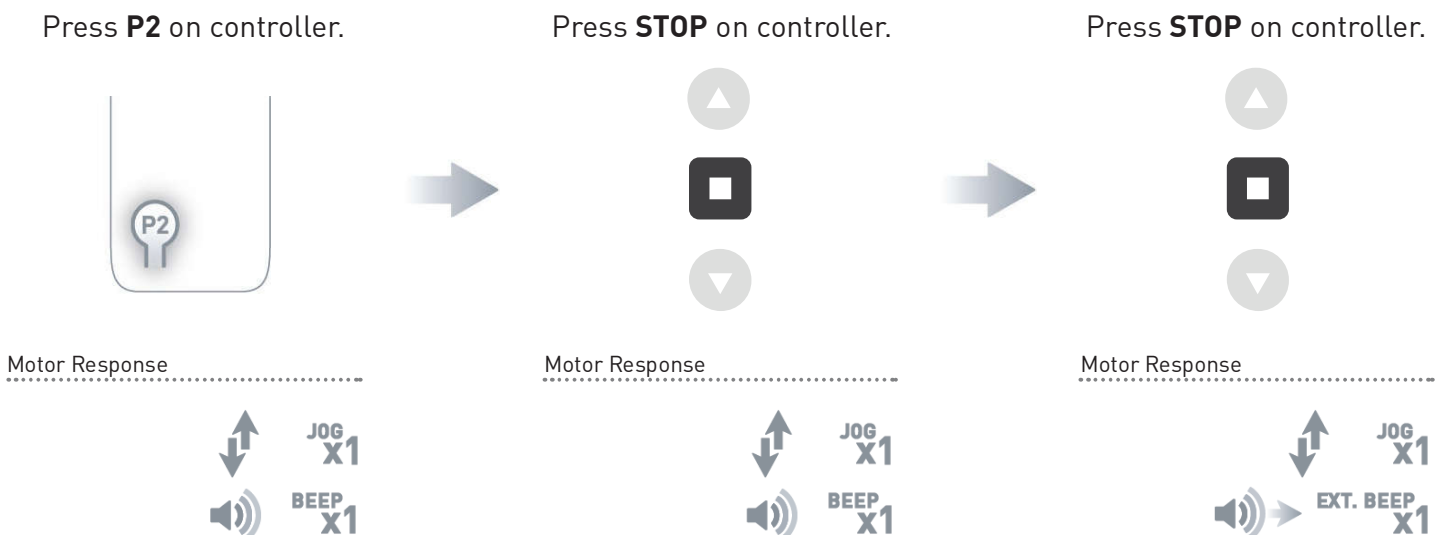 Press P2 on controller.
Press STOP on controller.
Press STOP on controller.
P2
Motor Response
Motor Response
Motor Response
JOG
X1
JOG
X1
JOG
X1
BEEP
X1
BEEP
X1
EXT. BEEP
X1